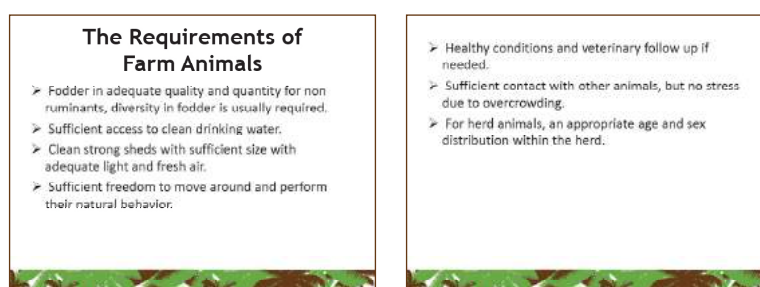 The Requirements of
Farm Animals
➢ Fodder in adequate quality and quantity for non
ruminants, diversity in fodder is usually required.
➢ Sufficient access to clean drinking water.
➢ Clean strong sheds with sufficient size with
adequate light and fresh air.
➢ Sufficient freedom to move around and perform
their natural behavior.
➢ Healthy conditions and veterinary follow up if
needed.
➢ Sufficient contact with other animals, but no stress
due to overcrowding.
➢ For herd animals, an appropriate age and sex
distribution within the herd.